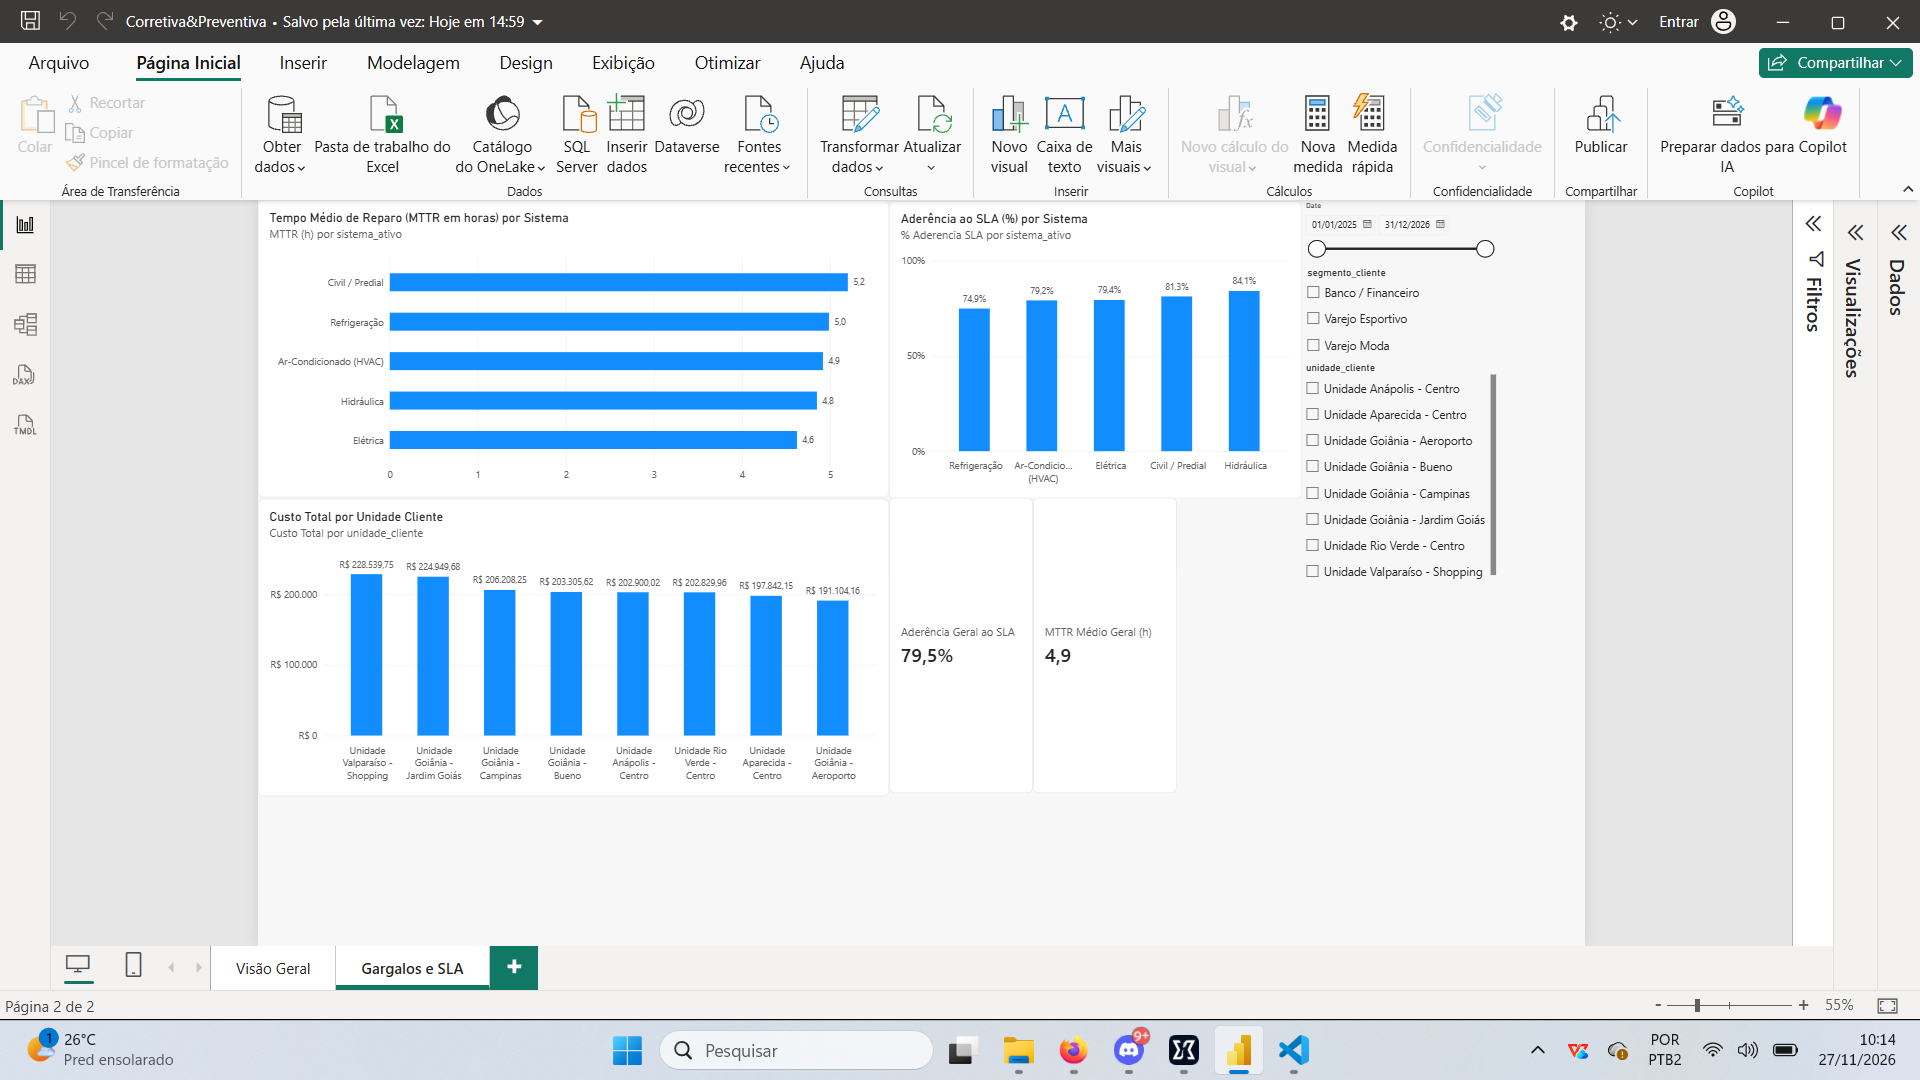 Corretiva&Preventiva • Salvo pela última vez: Hoje em 14:59
Entrar
Arquivo
Página Inicial
Inserir
Modelagem
Design
Exibição
Otimizar
Ajuda
Compartilhar
Colar
Recortar
Copiar
Pincel de formatação
Área de Transferência
Obter dados
Pasta de trabalho do Excel
Catálogo do OneLake
SQL Server
Inserir dados
Dataverse
Fontes recentes
Dados
Transformar dados
Atualizar
Consultas
Novo visual
Caixa de texto
Mais visuais
Inserir
Novo cálculo do visual
Nova medida
Medida rápida
Cálculos
Confidencialidade
Confidencialidade
Publicar
Compartilhar
Preparar dados para IA
Copilot
Copilot
DAX
TMDL
Tempo Médio de Reparo (MTTR em horas) por Sistema
MTTR (h) por sistema_ativo
Civil / Predial
5,2
Refrigeração
5,0
Ar-Condicionado (HVAC)
4,9
Hidráulica
4,8
Elétrica
4,6
0 1 2 3 4 5
Aderência ao SLA (%) por Sistema
% Aderencia SLA por sistema_ativo
100%
50%
0%
74,9%
79,2%
79,4%
81,3%
84,1%
Refrigeração
Ar-Condicio...
(HVAC)
Elétrica
Civil / Predial
Hidráulica
Date
01/01/2025
31/12/2026
segmento_cliente
Banco / Financeiro
Varejo Esportivo
Varejo Moda
unidade_cliente
Unidade Anápolis - Centro
Unidade Aparecida - Centro
Unidade Goiânia - Aeroporto
Unidade Goiânia - Bueno
Unidade Goiânia - Campinas
Unidade Goiânia - Jardim Goiás
Unidade Rio Verde - Centro
Unidade Valparaíso - Shopping
Filtros
Visualizações
Dados
Custo Total por Unidade Cliente
Custo Total por unidade_cliente
R$ 200.000
R$ 100.000
R$ 0
R$ 228.539,75
R$ 224.949,68
R$ 206.208,25
R$ 203.305,62
R$ 202.900,02
R$ 202.829,96
R$ 197.842,15
R$ 191.104,16
Unidade Valparaíso - Shopping
Unidade Goiânia - Jardim Goiás
Unidade Goiânia - Campinas
Unidade Goiânia - Bueno
Unidade Anápolis - Centro
Unidade Rio Verde - Centro
Unidade Aparecida - Centro
Unidade Goiânia - Aeroporto
Aderência Geral ao SLA
79,5%
MTTR Médio Geral (h)
4,9
Visão Geral
Gargalos e SLA
Página 2 de 2
55%
1
26°C
Pred ensolarado
Pesquisar
9+
POR
PTB2
10:14
27/11/2026